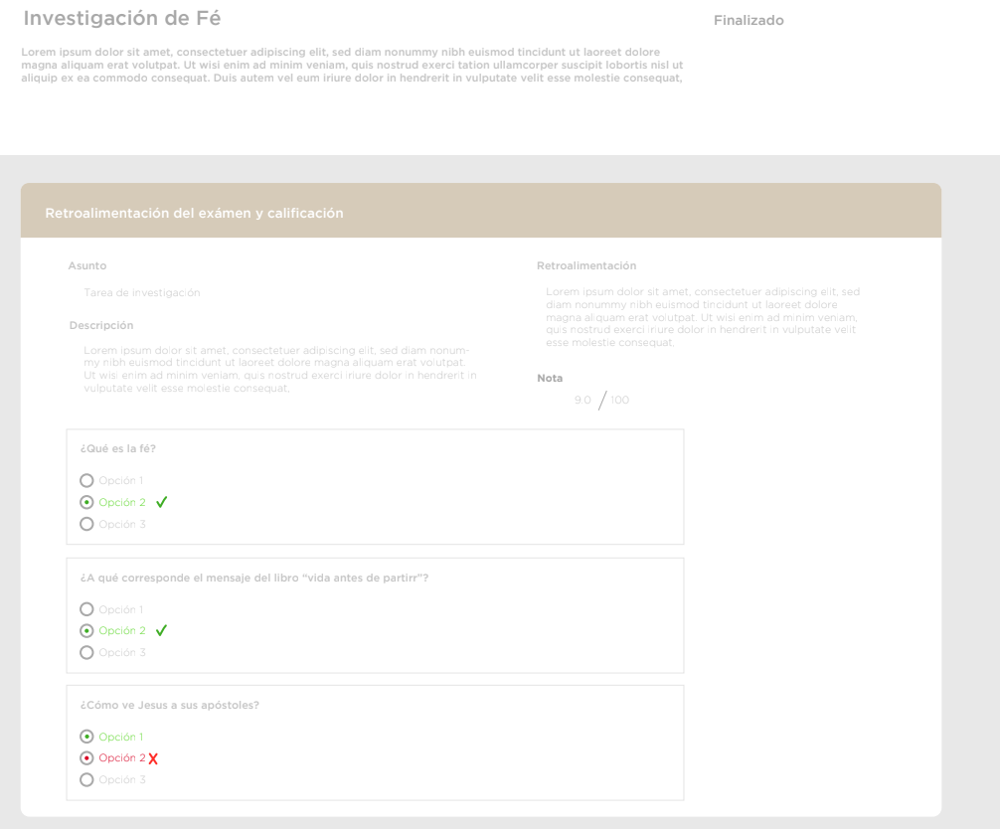 Investigación de Fé
Finalizado
Lorem ipsum dolor sit amet, consectetuer adipiscing elit, sed diam nonummy nibh euismod tincidunt ut laoreet dolore
magna aliquam erat volutpat. Ut wisi enim ad minim veniam, quis nostrud exerci tation ullamcorper suscipit lobortis nisl ut
aliquip ex ea commodo consequat. Duis autem vel eum iriure dolor in hendrerit in vulputate velit esse molestie consequat,
Retroalimentación del exámen y calificación
Asunto
Tarea de investigación
Descripción
Lorem ipsum dolor sit amet, consectetuer adipiscing elit, sed diam nonum-
my nibh euismod tincidunt ut laoreet dolore magna aliquam erat volutpat.
Ut wisi enim ad minim veniam, quis nostrud exerci iriure dolor in hendrerit in
vulputate velit esse molestie consequat,
Retroalimentación
Lorem ipsum dolor sit amet, consectetuer adipiscing elit, sed
diam nonummy nibh euismod tincidunt ut laoreet dolore
magna aliquam erat volutpat. Ut wisi enim ad minim veniam,
quis nostrud exerci iriure dolor in hendrerit in vulputate velit
esse molestie consequat,
Nota
9.0 / 100
¿Qué es la fé?
Opción 1
Opción 2
Opción 3
¿A qué corresponde el mensaje del libro “vida antes de partirr”?
Opción 1
Opción 2
Opción 3
¿Cómo ve Jesus a sus apóstoles?
Opción 1
Opción 2
Opción 3